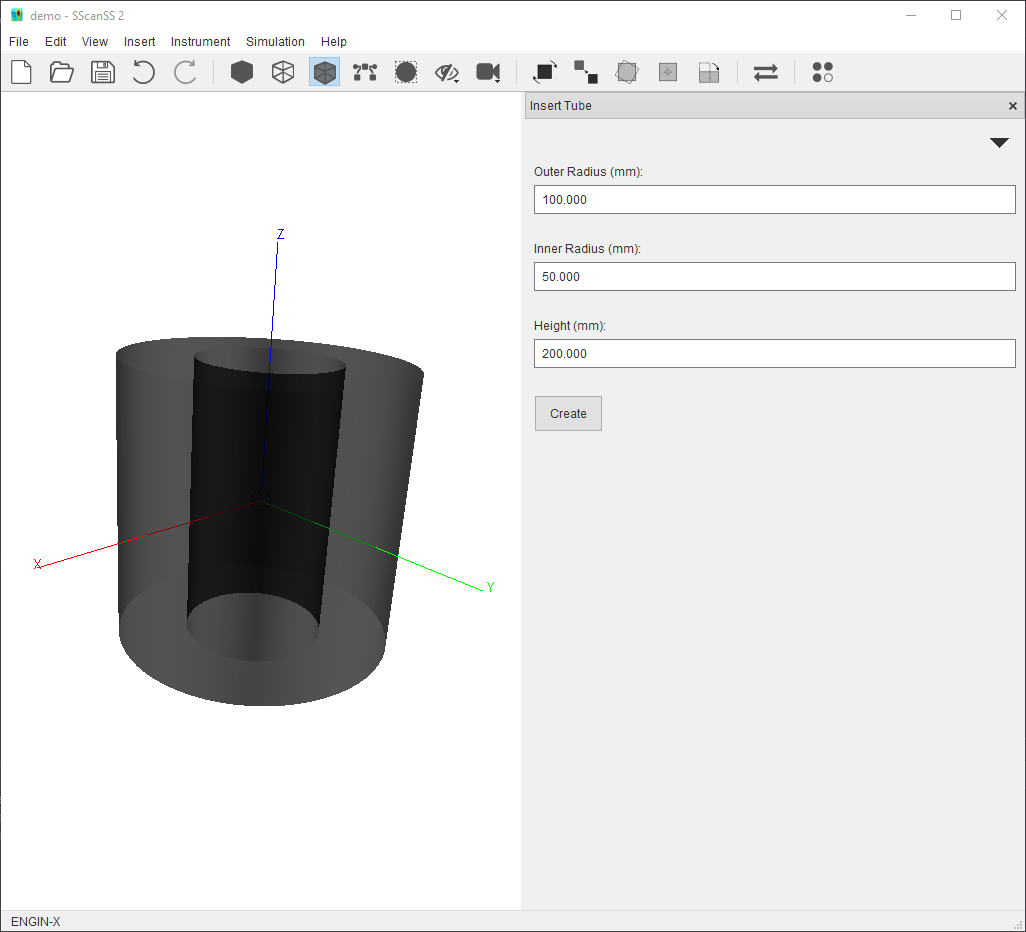 demo - SScanSS 2
File Edit View Insert Instrument Simulation Help
Insert Tube
Outer Radius (mm):
100.000
Inner Radius (mm):
50.000
Height (mm):
200.000
Create
Z
X
Y
ENGIN-X